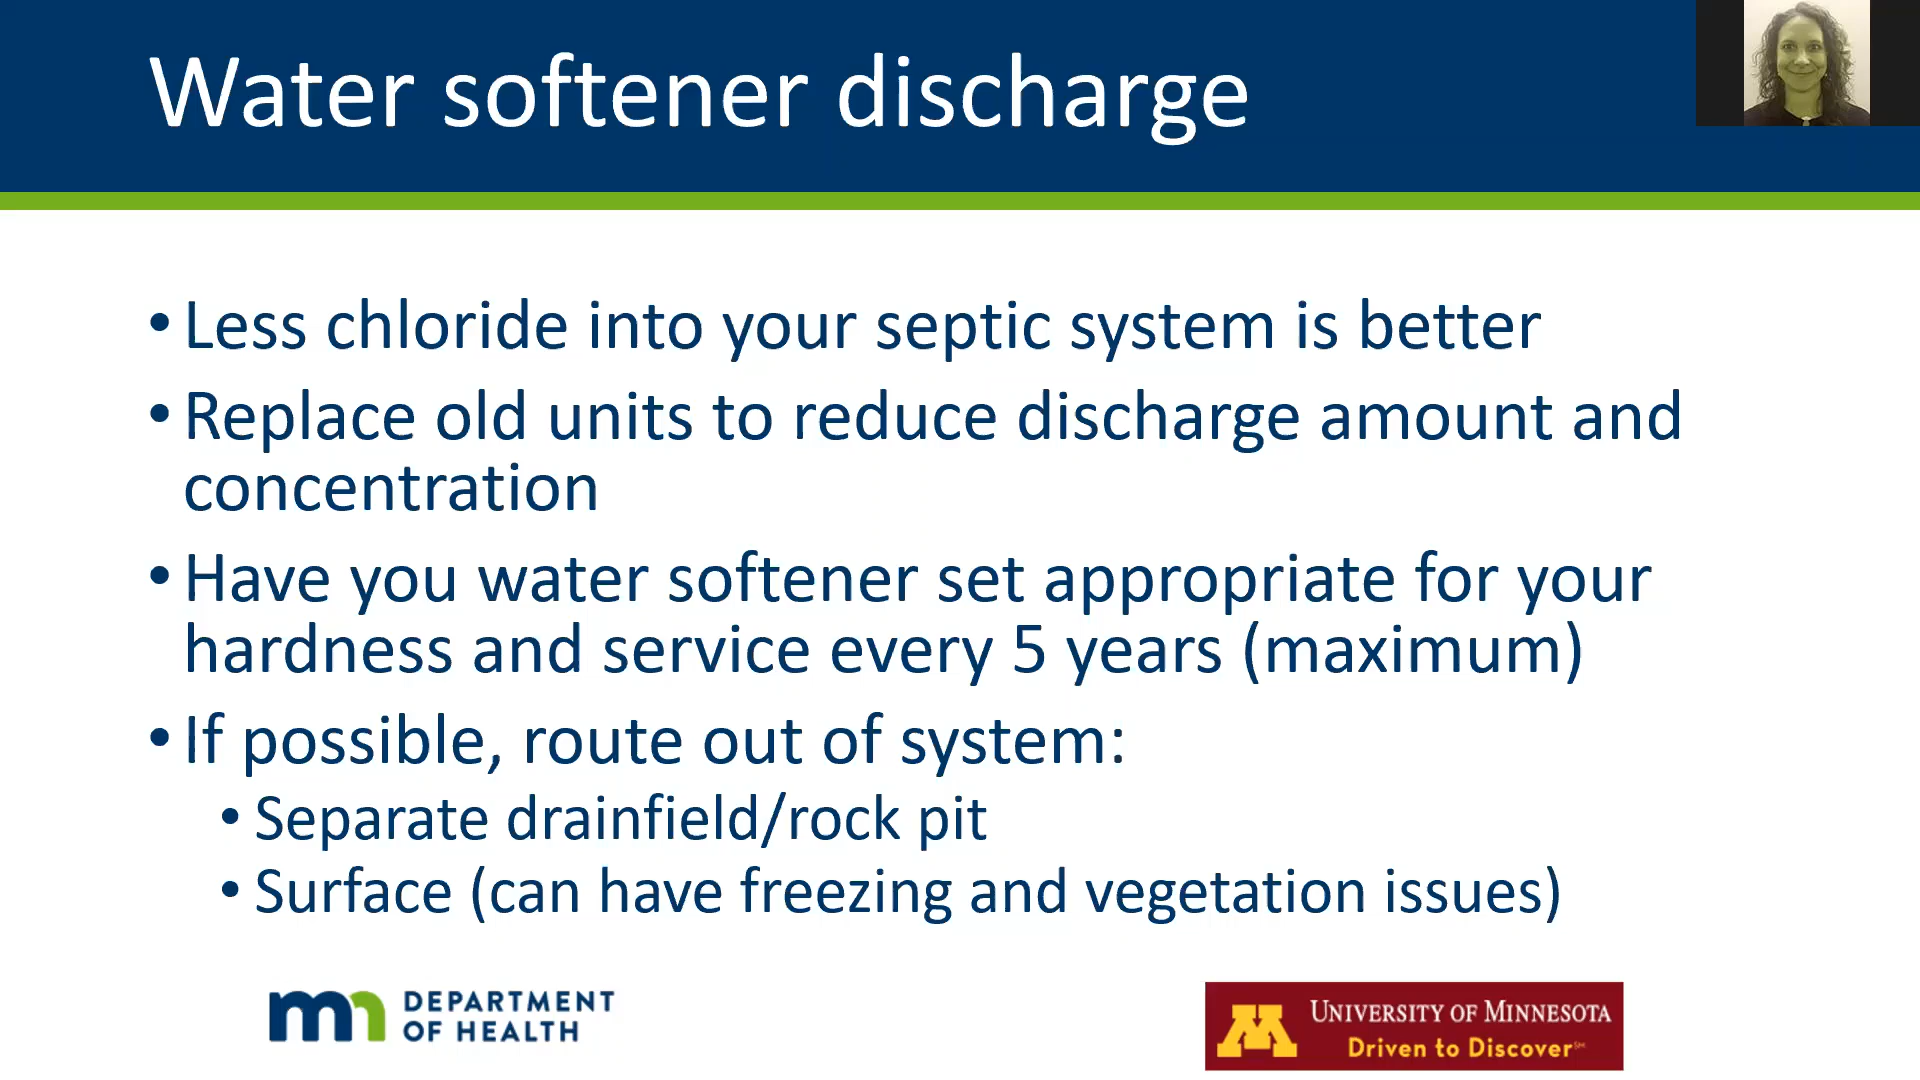 Water softener discharge
• Less chloride into your septic system is better
• Replace old units to reduce discharge amount and
concentration
• Have you water softener set appropriate for your
hardness and service every 5 years (maximum)
• If possible, route out of system:
• Separate drainfield/rock pit
• Surface (can have freezing and vegetation issues)
mn DEPARTMENT
OF HEALTH
M UNIVERSITY OF MINNESOTA
Driven to Discover℠